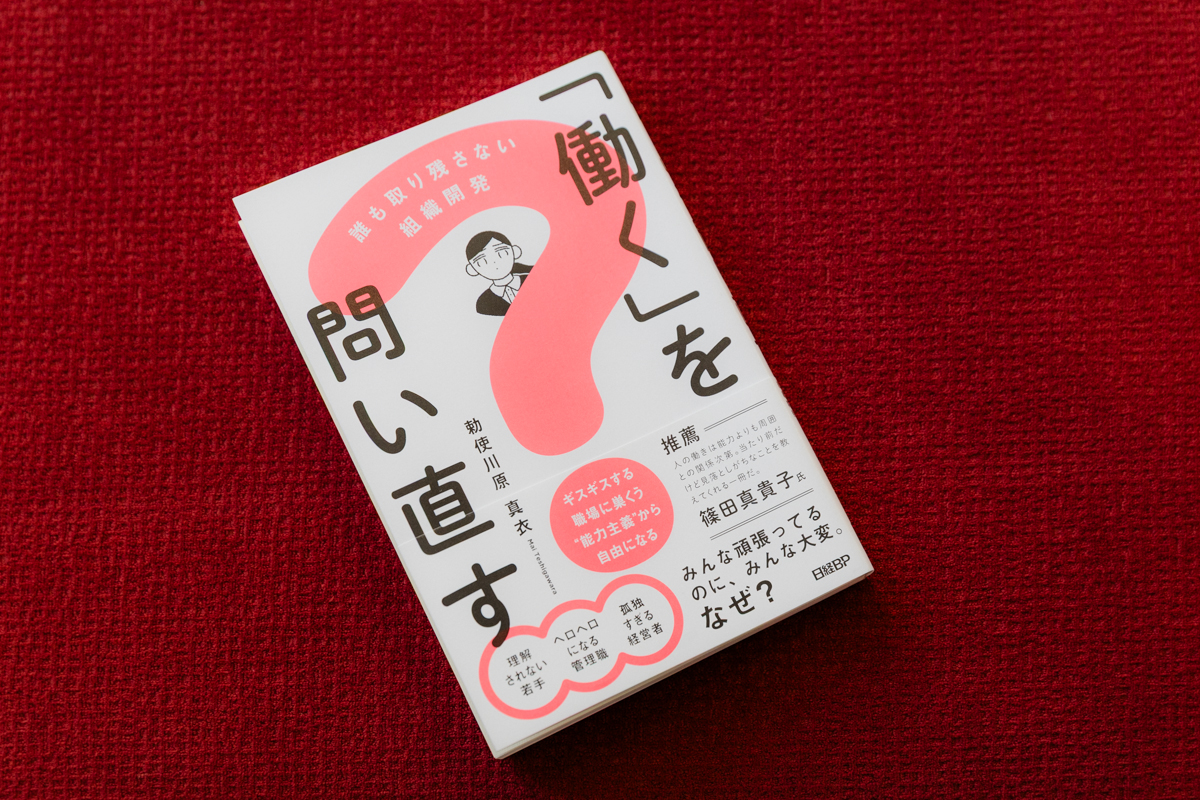 「働く」を
問い直す
誰も取り残さない
組織開発
勅使川原 真衣
Mai Teshigawara
推薦
人の働きは能力よりも周囲
との関係次第。当たり前だ
けど見落としがちなことを教
えてくれる一冊だ。
篠田真貴子氏
ギスギスする
職場に巣くう
“能力主義”から
自由になる
みんな頑張ってる
のに、みんな大変。
なぜ?
理解
されない
若手
ヘロヘロ
になる
管理職
孤独
すぎる
経営者
日経BP